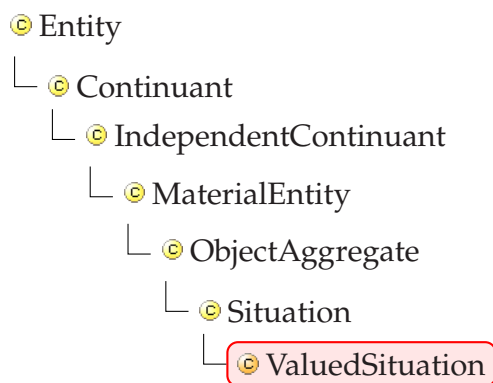 Entity
Continuant
IndependentContinuant
MaterialEntity
ObjectAggregate
Situation
ValuedSituation